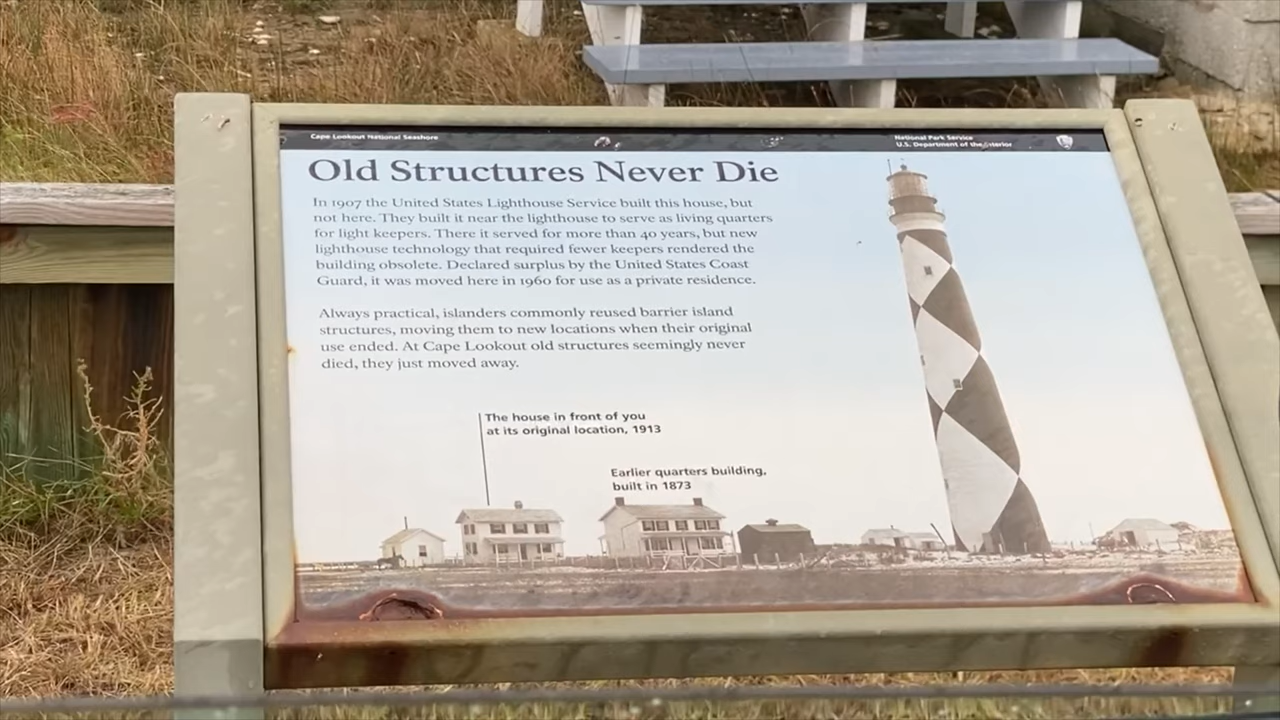 Cape Lookout National Seashore
National Park Service
U.S. Department of the Interior
Old Structures Never Die
In 1907 the United States Lighthouse Service built this house, but
not here. They built it near the lighthouse to serve as living quarters
for light keepers. There it served for more than 40 years, but new
lighthouse technology that required fewer keepers rendered the
building obsolete. Declared surplus by the United States Coast
Guard, it was moved here in 1960 for use as a private residence.
Always practical, islanders commonly reused barrier island
structures, moving them to new locations when their original
use ended. At Cape Lookout old structures seemingly never
died, they just moved away.
The house in front of you
at its original location, 1913
Earlier quarters building,
built in 1873